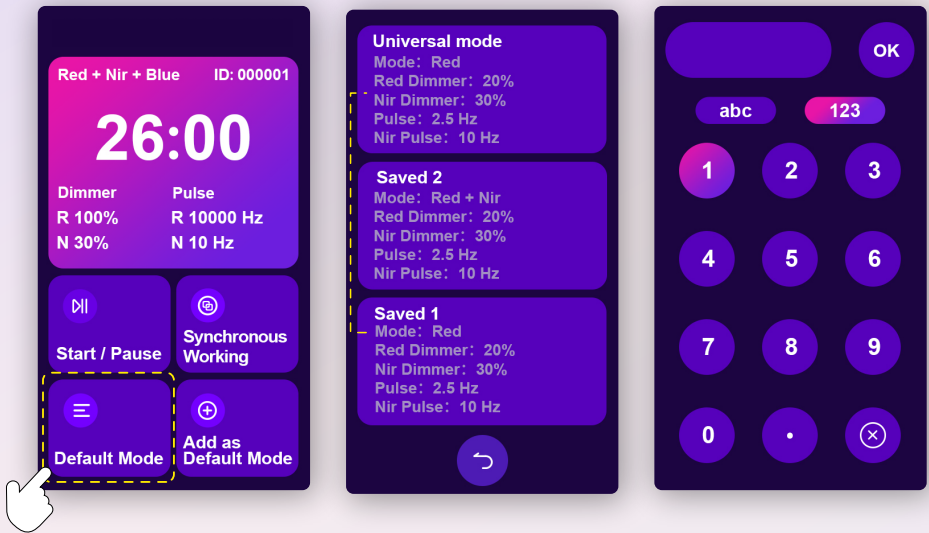 Red + Nir + Blue ID: 000001
26:00
Dimmer Pulse
R 100% R 10000 Hz
N 30% N 10 Hz
Start / Pause
Synchronous
Working
Default Mode
Add as
Default Mode
Universal mode
Mode: Red
Red Dimmer: 20%
Nir Dimmer: 30%
Pulse: 2.5 Hz
Nir Pulse: 10 Hz
Saved 2
Mode: Red + Nir
Red Dimmer: 20%
Nir Dimmer: 30%
Pulse: 2.5 Hz
Nir Pulse: 10 Hz
Saved 1
Mode: Red
Red Dimmer: 20%
Nir Dimmer: 30%
Pulse: 2.5 Hz
Nir Pulse: 10 Hz
OK
abc 123
1 2 3
4 5 6
7 8 9
0 .